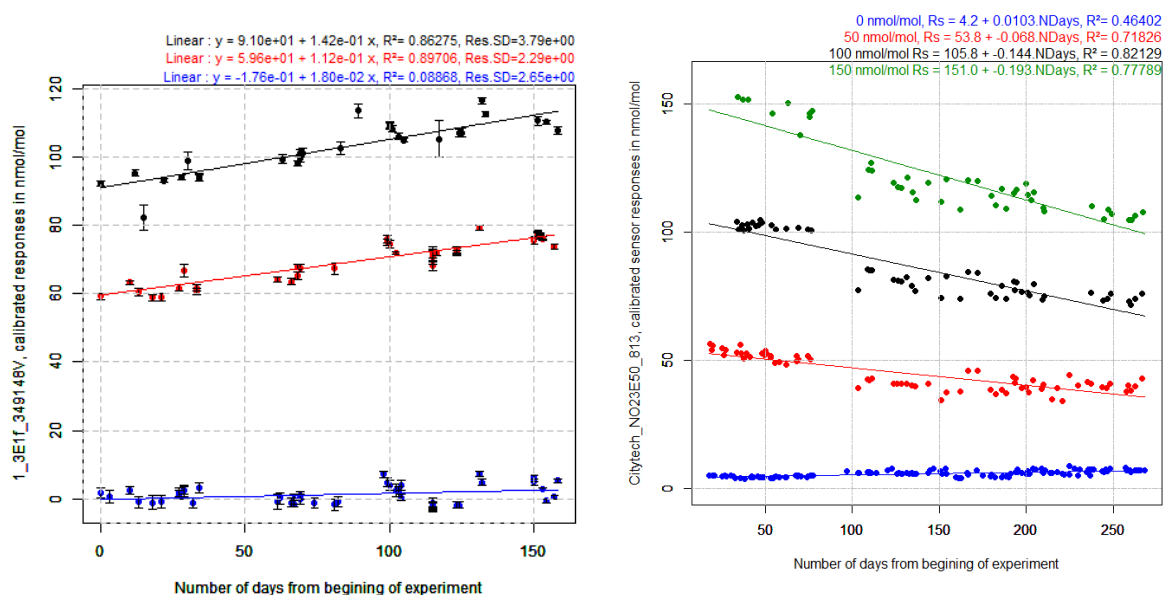 Linear : y = 9.10e+01 + 1.42e-01 x, R²= 0.86275, Res.SD=3.79e+00
Linear : y = 5.96e+01 + 1.12e-01 x, R²= 0.89706, Res.SD=2.29e+00
Linear : y = -1.76e-01 + 1.80e-02 x, R²= 0.08868, Res.SD=2.65e+00
1_3E1f_349148V, calibrated responses in nmol/mol
120
100
80
60
40
20
0
0 50 100 150
Number of days from begining of experiment
0 nmol/mol, Rs = 4.2 + 0.0103.NDays, R²= 0.46402
50 nmol/mol, Rs = 53.8 + -0.068.NDays, R²= 0.71826
100 nmol/mol Rs = 105.8 + -0.144.NDays, R²= 0.82129
150 nmol/mol Rs = 151.0 + -0.193.NDays, R²= 0.77789
Citytech_NO23E50_813, calibrated sensor responses in nmol/mol
150
100
50
0
50 100 150 200 250
Number of days from begining of experiment